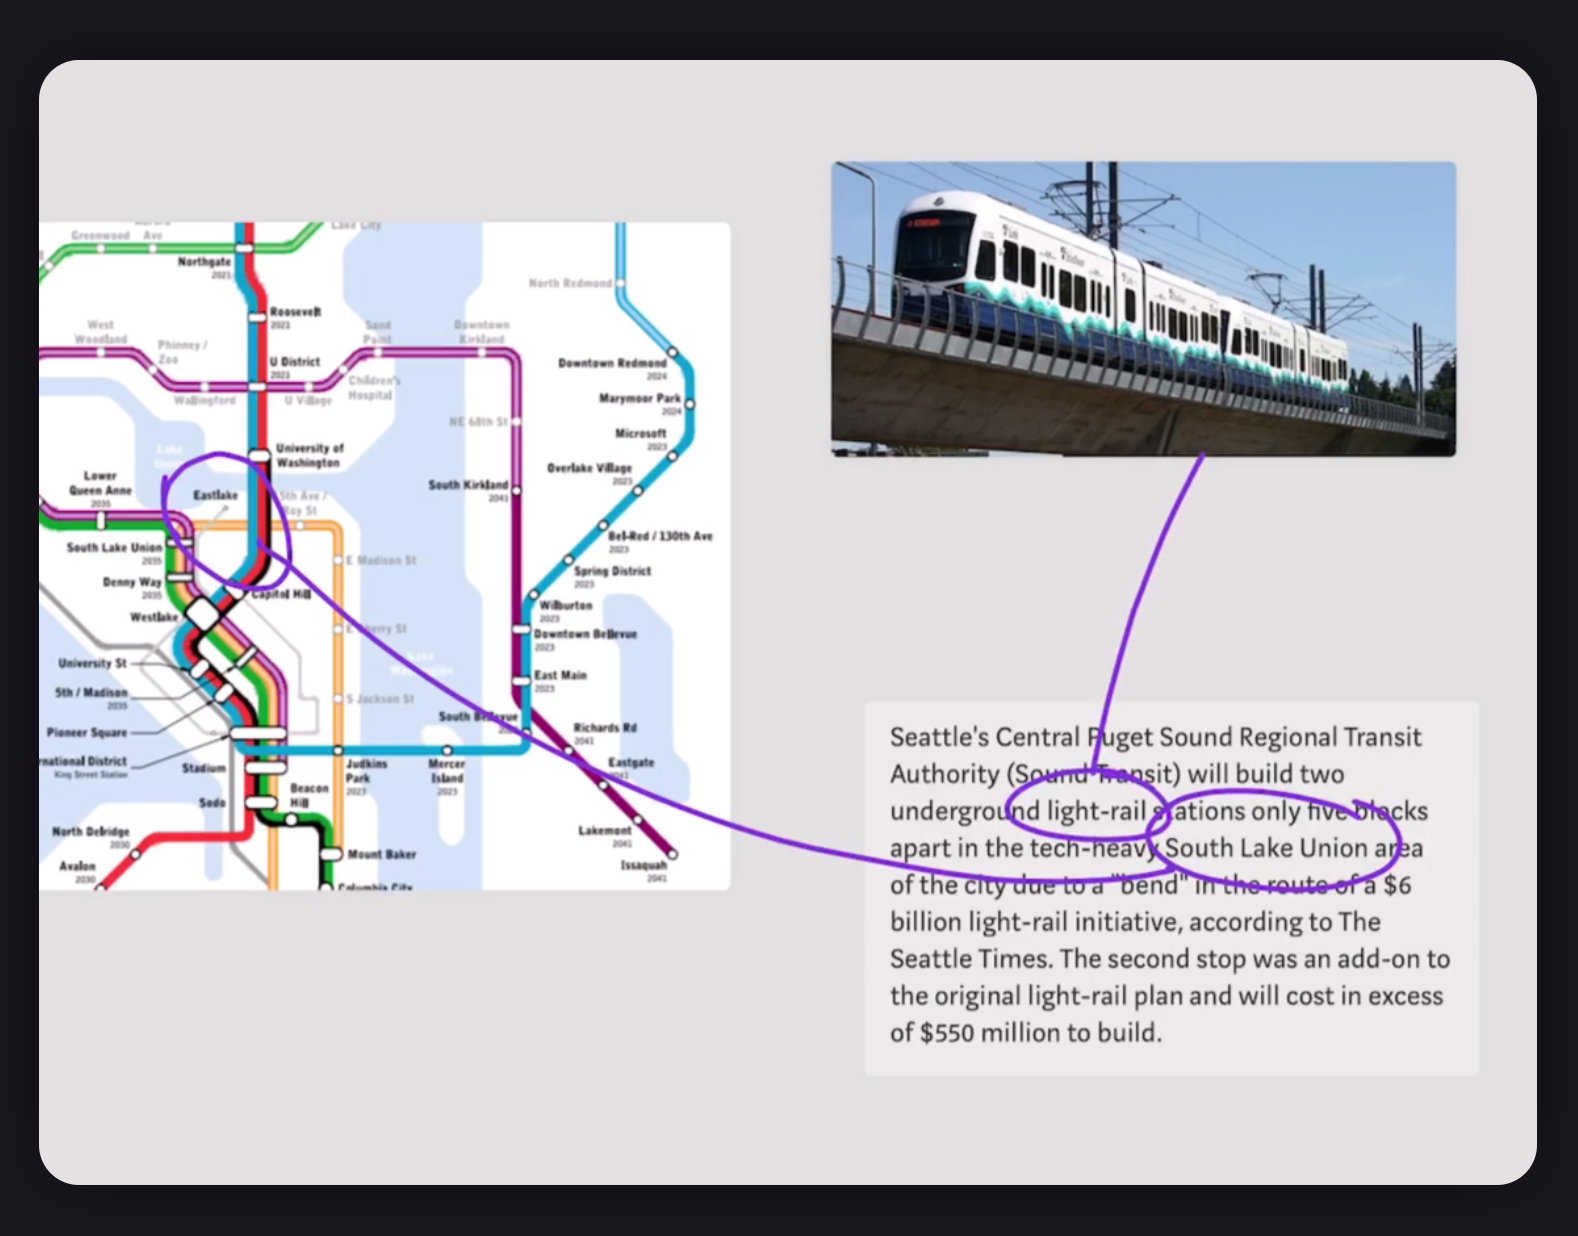 Lake City
Greenwood
Ave
Northgate
2021
North Redmond
Roosevelt
2021
West
Woodland
Phinney /
Zoo
Sand
Point
Downtown
Kirkland
U District
2021
Downtown Redmond
2024
Wallingford
U Village
Children's
Hospital
Marymoor Park
2024
NE 68th St
Microsoft
2023
Lake
University of
Washington
Overlake Village
2023
Lower
Queen Anne
2035
South Kirkland
2041
Eastlake
5th Ave /
Roy St
Bel-Red / 130th Ave
2023
South Lake Union
2035
E Madison St
Spring District
2023
Denny Way
2035
Capitol Hill
Westlake
Wilburton
2023
E Cherry St
Downtown Bellevue
2023
University St
Lake
Washington
5th / Madison
2035
East Main
2023
S Jackson St
South Bellevue
Pioneer Square
Richards Rd
2041
national District
King Street Station
Stadium
Judkins
Park
2023
Mercer
Island
2023
Eastgate
2041
Sodo
Beacon
Hill
North Delridge
2030
Lakemont
2041
Avalon
2030
Mount Baker
Issaquah
2041
Columbia City
Seattle's Central Puget Sound Regional Transit
Authority (Sound Transit) will build two
underground light-rail stations only five blocks
apart in the tech-heavy South Lake Union area
of the city due to a "bend" in the route of a $6
billion light-rail initiative, according to The
Seattle Times. The second stop was an add-on to
the original light-rail plan and will cost in excess
of $550 million to build.